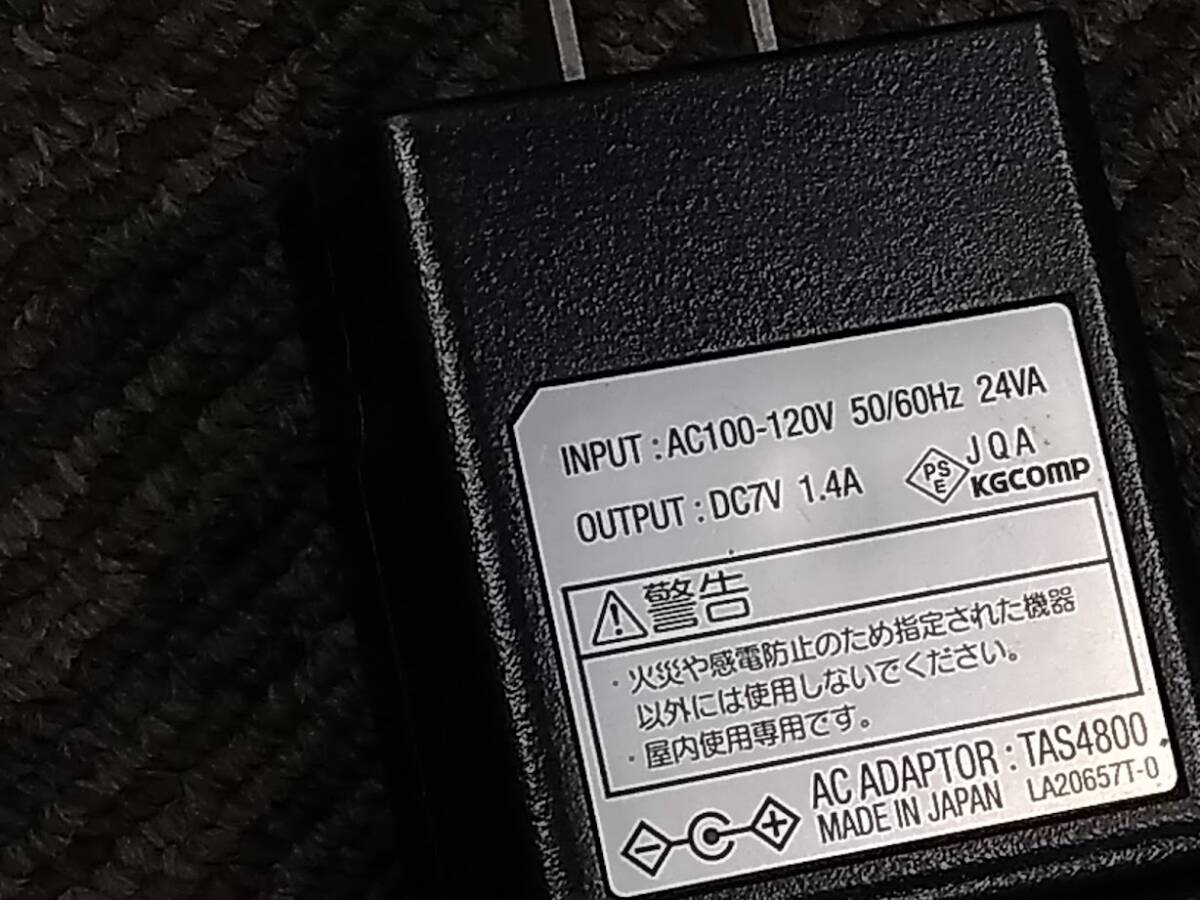 INPUT : AC100-120V 50/60Hz 24VA
OUTPUT : DC7V 1.4A
PSE
JQA
KGCOMP
警告
・火災や感電防止のため指定された機器
以外には使用しないでください。
・屋内使用専用です。
AC ADAPTOR : TAS4800
MADE IN JAPAN LA20657T-0